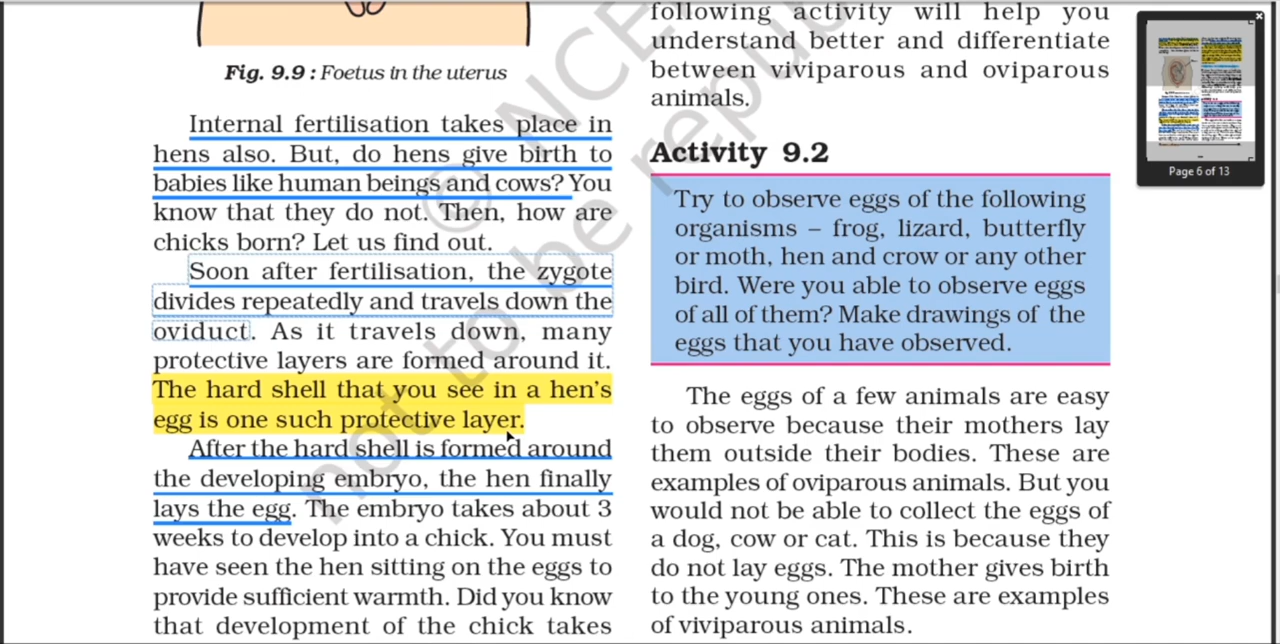 Fig. 9.9 : Foetus in the uterus
Internal fertilisation takes place in
hens also. But, do hens give birth to
babies like human beings and cows? You
know that they do not. Then, how are
chicks born? Let us find out.
Soon after fertilisation, the zygote
divides repeatedly and travels down the
oviduct. As it travels down, many
protective layers are formed around it.
The hard shell that you see in a hen's
egg is one such protective layer.
After the hard shell is formed around
the developing embryo, the hen finally
lays the egg. The embryo takes about 3
weeks to develop into a chick. You must
have seen the hen sitting on the eggs to
provide sufficient warmth. Did you know
that development of the chick takes
following activity will help you
understand better and differentiate
between viviparous and oviparous
animals.
Activity 9.2
Try to observe eggs of the following
organisms – frog, lizard, butterfly
or moth, hen and crow or any other
bird. Were you able to observe eggs
of all of them? Make drawings of the
eggs that you have observed.
The eggs of a few animals are easy
to observe because their mothers lay
them outside their bodies. These are
examples of oviparous animals. But you
would not be able to collect the eggs of
a dog, cow or cat. This is because they
do not lay eggs. The mother gives birth
to the young ones. These are examples
of viviparous animals.
© NCE
not to be repu
Page 6 of 13